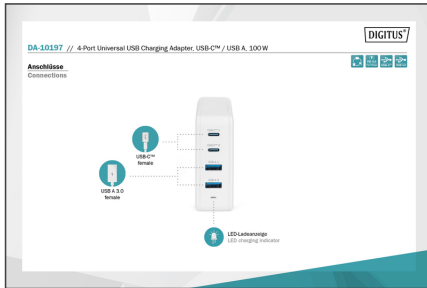 DIGITUS®
DA-10197 // 4-Port Universal USB Charging Adapter, USB-C™ / USB A, 100 W
Anschlüsse
Connections
USB-C™
female
USB A 3.0
female
LED-Ladeanzeige
LED charging indicator